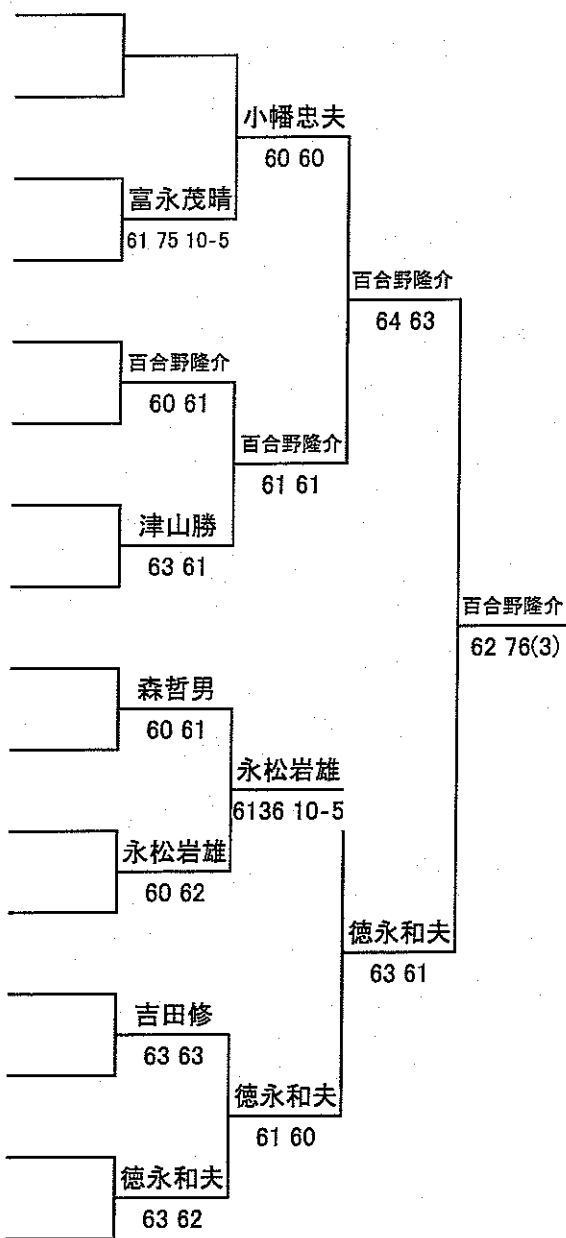 小幡忠夫
60 60
富永茂晴
61 75 10-5
百合野隆介
64 63
百合野隆介
60 61
百合野隆介
61 61
津山勝
63 61
百合野隆介
62 76(3)
森哲男
60 61
永松岩雄
6136 10-5
永松岩雄
60 62
徳永和夫
63 61
吉田修
63 63
徳永和夫
61 60
徳永和夫
63 62